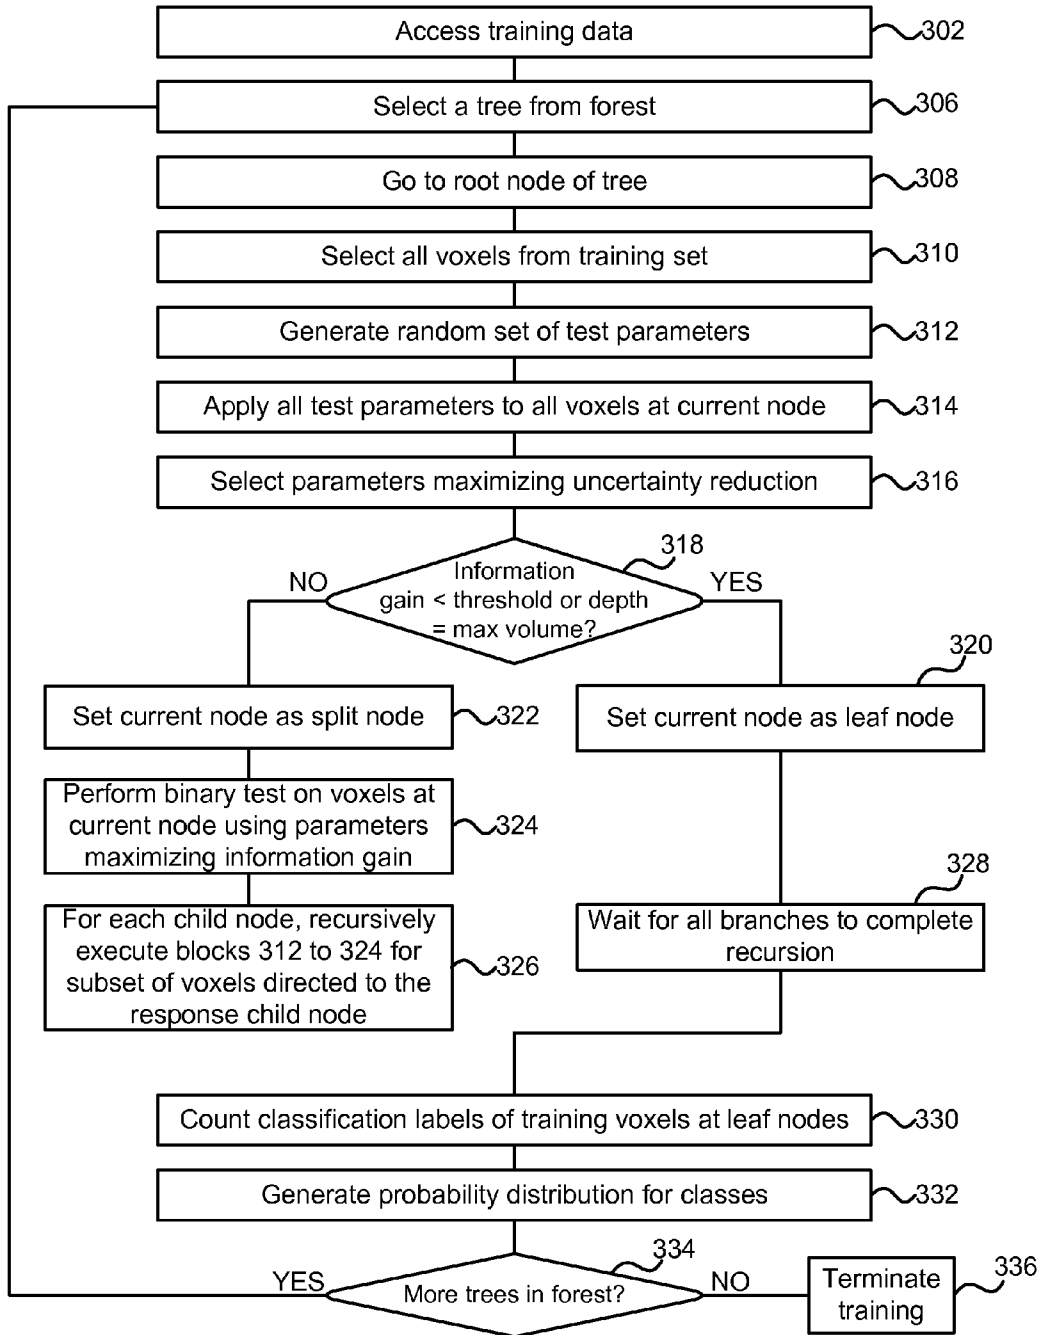 Access training data
302
Select a tree from forest
306
Go to root node of tree
308
Select all voxels from training set
310
Generate random set of test parameters
312
Apply all test parameters to all voxels at current node
314
Select parameters maximizing uncertainty reduction
316
318
NO
Information
gain < threshold or depth
= max volume?
YES
320
Set current node as split node
322
Set current node as leaf node
Perform binary test on voxels at
current node using parameters
maximizing information gain
324
328
For each child node, recursively
execute blocks 312 to 324 for
subset of voxels directed to the
response child node
326
Wait for all branches to complete
recursion
Count classification labels of training voxels at leaf nodes
330
Generate probability distribution for classes
332
334
YES
More trees in forest?
NO
Terminate
training
336